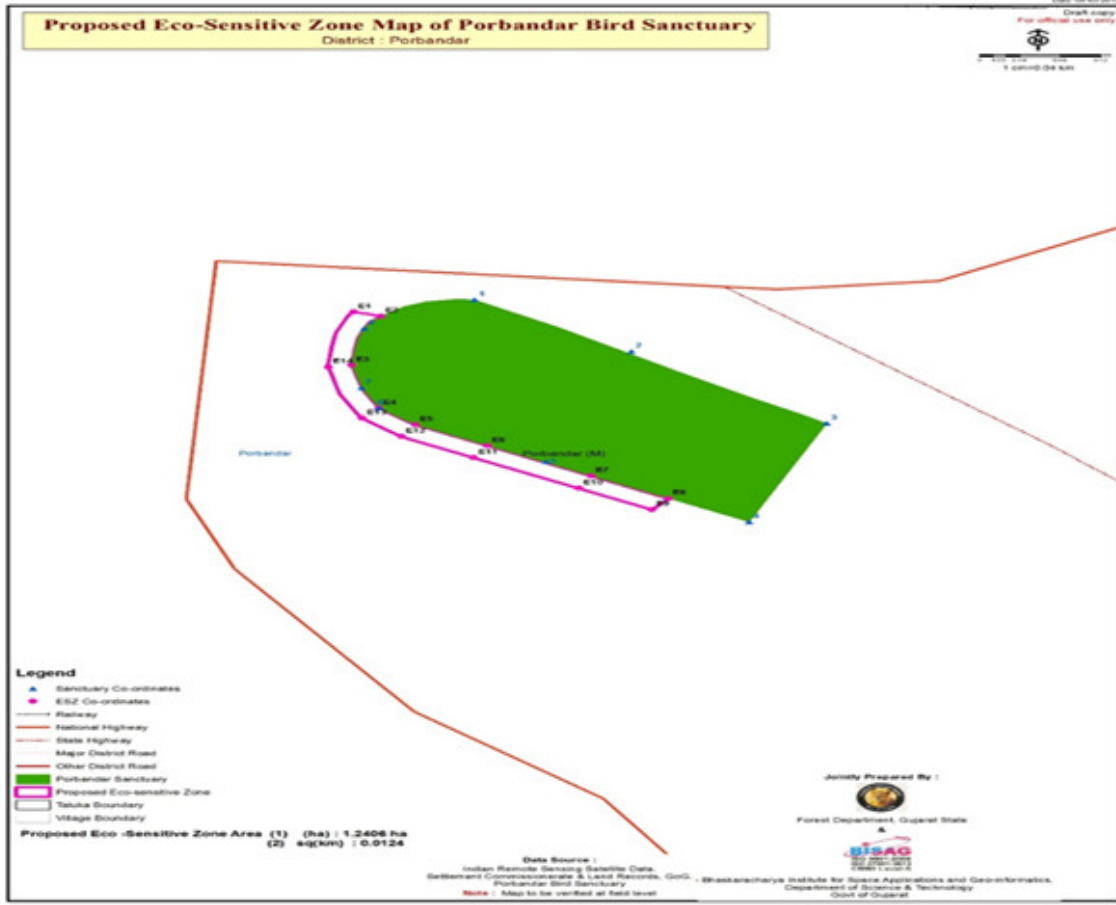 Proposed Eco-Sensitive Zone Map of Porbandar Bird Sanctuary
District : Porbandar
Draft copy
For official use only
1 cm=0.04 km
1
E1
E2
2
E14
E3
3
E4
E13
E5
E12
E6
Porbandar
E11
Porbandar (M)
E7
E10
Legend
Sanctuary Co-ordinates
ESZ Co-ordinates
Railway
National Highway
State Highway
Major District Road
Other District Road
Porbandar Sanctuary
Proposed Eco-sensitive Zone
Taluka Boundary
Village Boundary
Proposed Eco -Sensitive Zone Area (1) (ha) : 1.2406 ha
(2) sq(km) : 0.0124
Data Source :
Indian Remote Sensing Satellite Data,
Settlement Commissionerate & Land Records, GoG,
Porbandar Bird Sanctuary
Note : Map to be verified at field level
Jointly Prepared By :
Forest Department, Gujarat State
&
BISAG
- Bhaskaracharya Institute for Space Applications and Geo-informatics,
Department of Science & Technology
Govt of Gujarat